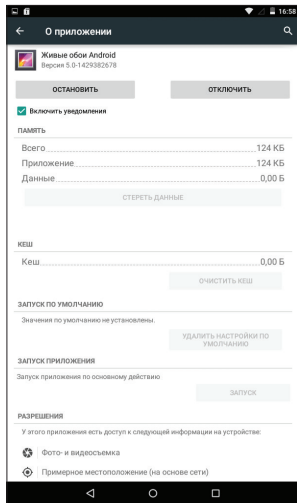 16:58
О приложении
Живые обои Android
Версия 5.0-1429382678
ОСТАНОВИТЬ
ОТКЛЮЧИТЬ
Включить уведомления
ПАМЯТЬ
Всего 124 КБ
Приложение 124 КБ
Данные 0,00 Б
СТЕРЕТЬ ДАННЫЕ
КЕШ
Кеш 0,00 Б
ОЧИСТИТЬ КЕШ
ЗАПУСК ПО УМОЛЧАНИЮ
Значения по умолчанию не установлены.
УДАЛИТЬ НАСТРОЙКИ ПО
УМОЛЧАНИЮ
ЗАПУСК ПРИЛОЖЕНИЯ
Запуск приложения по основному действию
ЗАПУСК
РАЗРЕШЕНИЯ
У этого приложения есть доступ к следующей информации на устройстве:
Фото- и видеосъемка
Примерное местоположение (на основе сети)